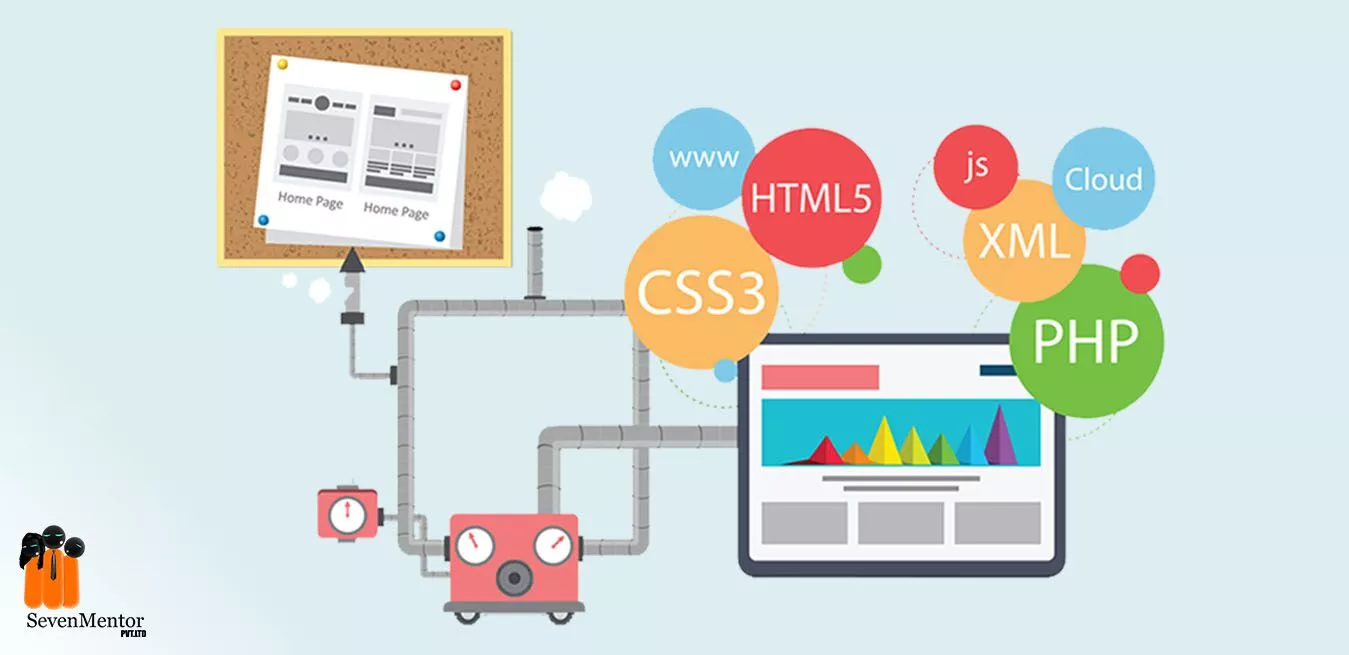 Home Page
Home Page
www
HTML5
CSS3
js
Cloud
XML
PHP
SevenMentor
PVT.LTD